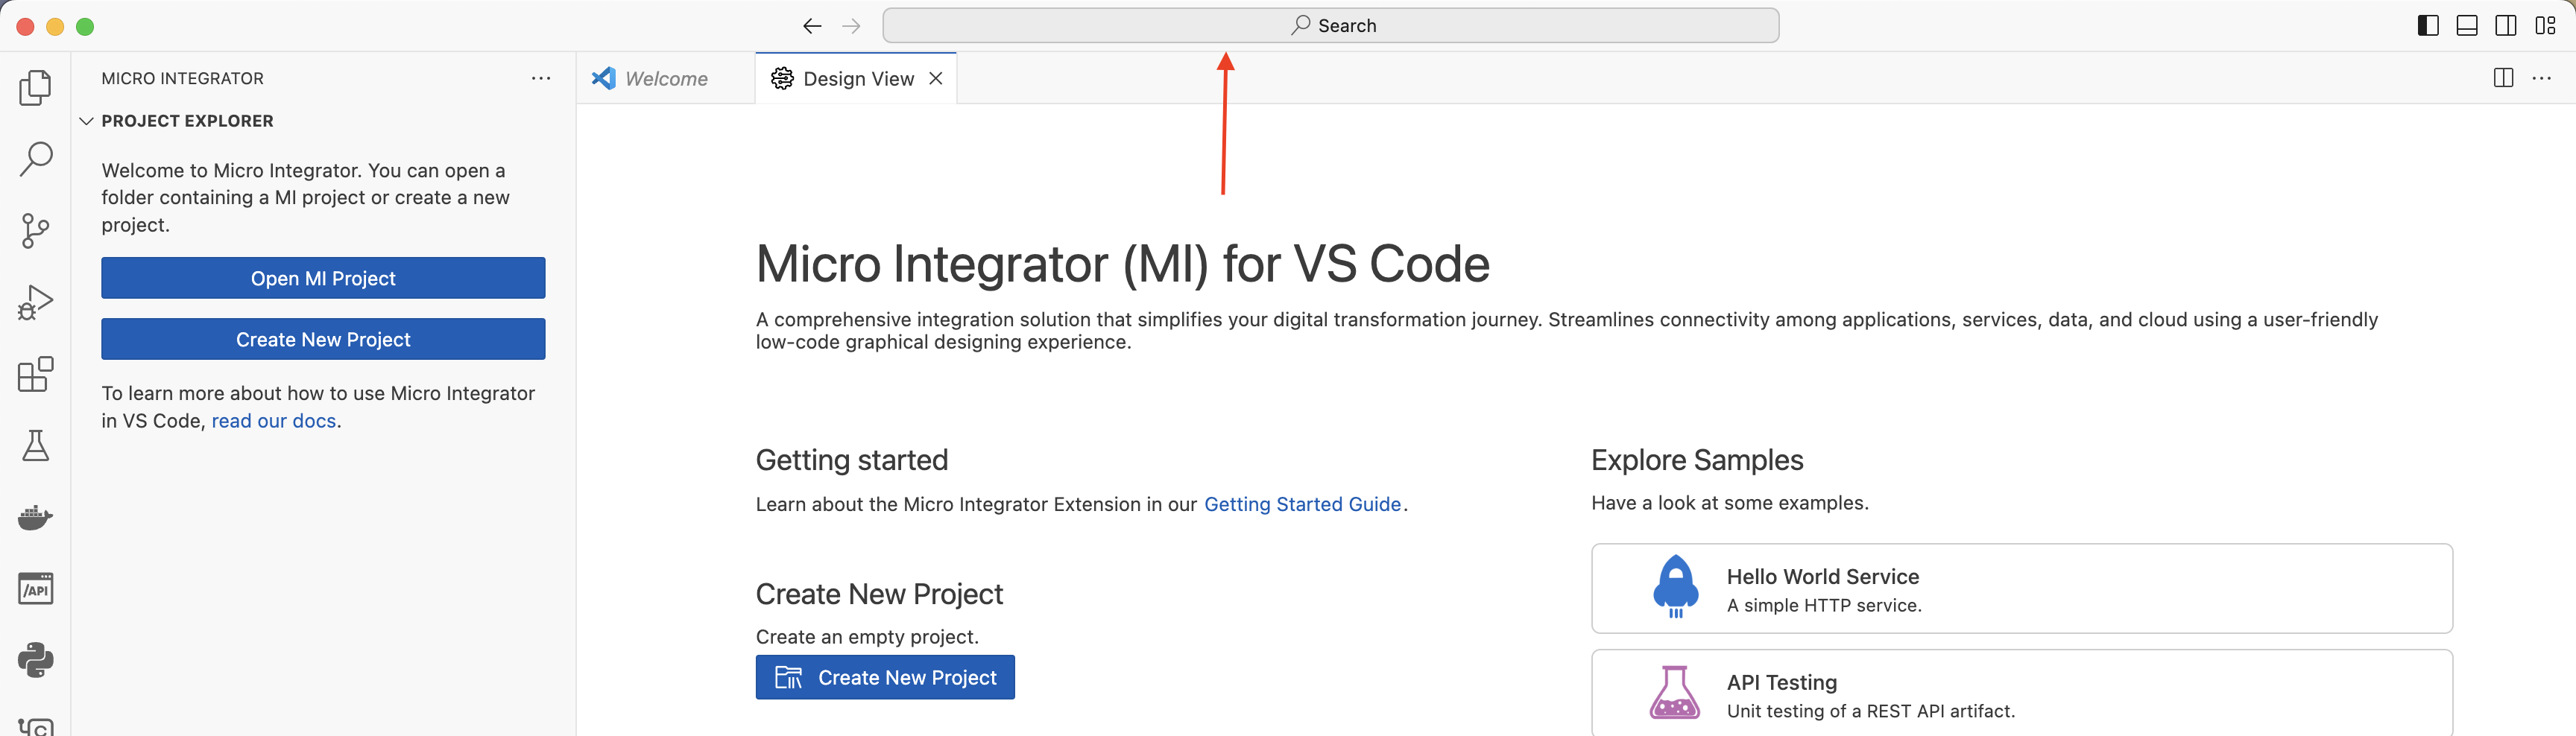 Search
MICRO INTEGRATOR
Welcome
Design View
PROJECT EXPLORER
Welcome to Micro Integrator. You can open a
folder containing a MI project or create a new
project.
Open MI Project
Create New Project
To learn more about how to use Micro Integrator
in VS Code, read our docs.
/API
C
Micro Integrator (MI) for VS Code
A comprehensive integration solution that simplifies your digital transformation journey. Streamlines connectivity among applications, services, data, and cloud using a user-friendly
low-code graphical designing experience.
Getting started
Learn about the Micro Integrator Extension in our Getting Started Guide.
Create New Project
Create an empty project.
Create New Project
Explore Samples
Have a look at some examples.
Hello World Service
A simple HTTP service.
API Testing
Unit testing of a REST API artifact.